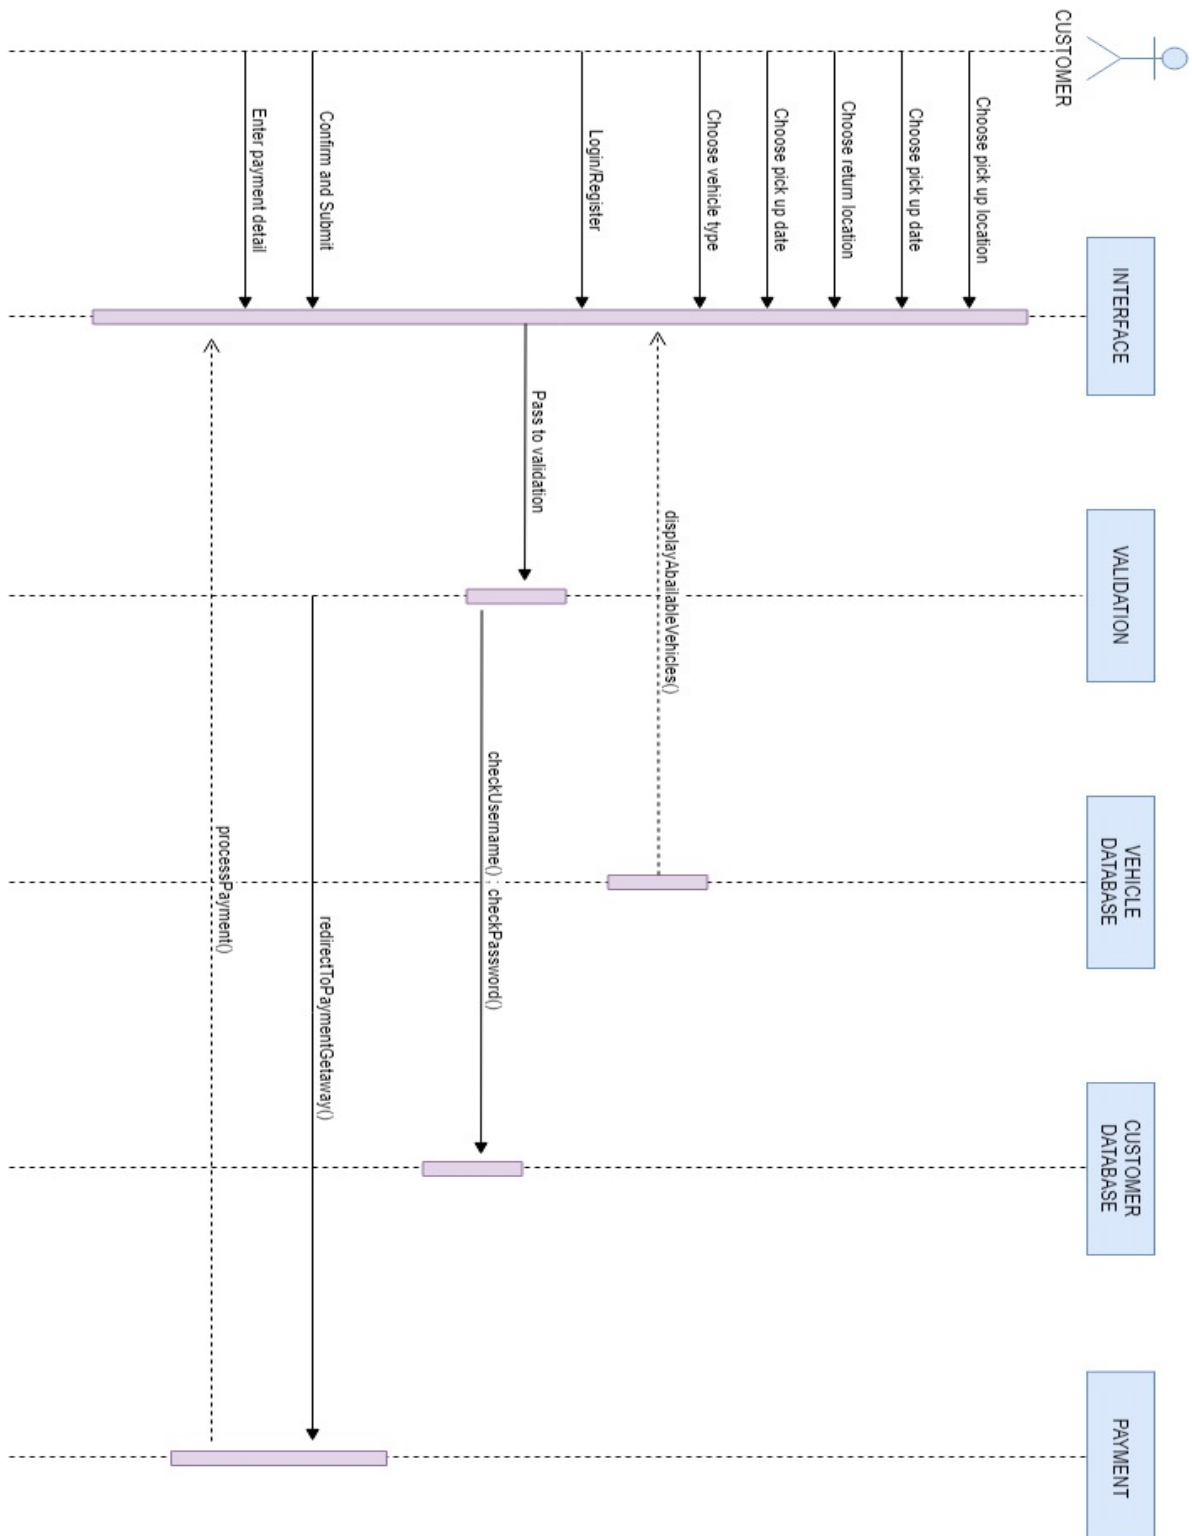 CUSTOMER
INTERFACE
VALIDATION
VEHICLE
DATABASE
CUSTOMER
DATABASE
PAYMENT
Choose pick up location
Choose pick up date
Choose return location
Choose pick up date
Choose vehicle type
displayAbailableVehicles()
Login/Register
Pass to validation
checkUsername() : checkPassword()
Confirm and Submit
redirectToPaymentGetaway()
Enter payment detail
processPayment()